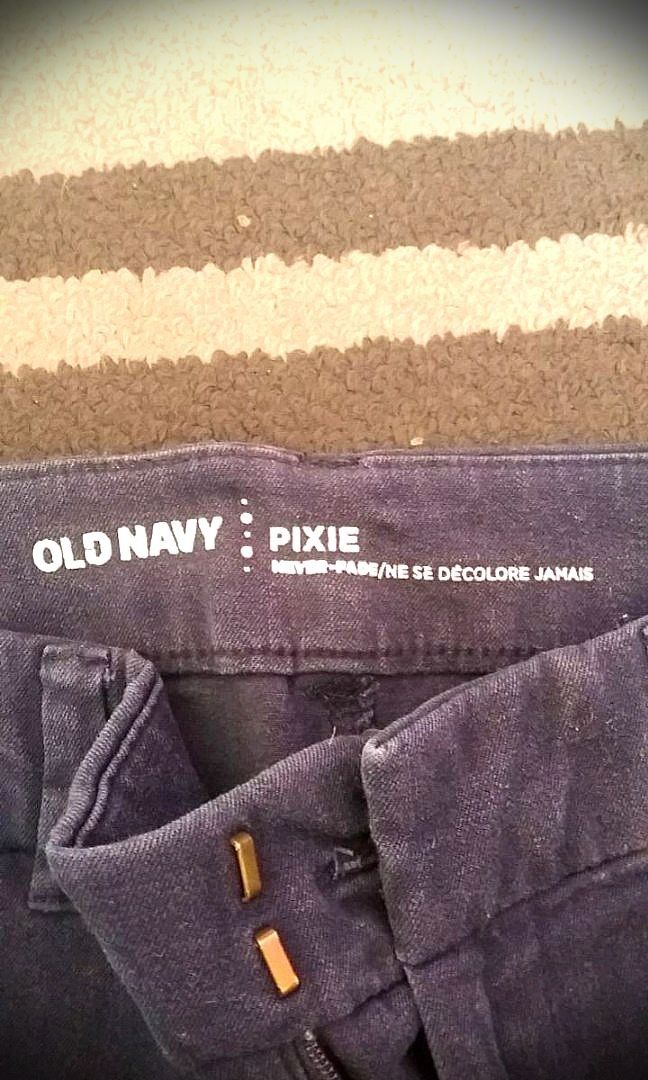 OLD NAVY
PIXIE
NEVER-FADE/NE SE DÉCOLORE JAMAIS